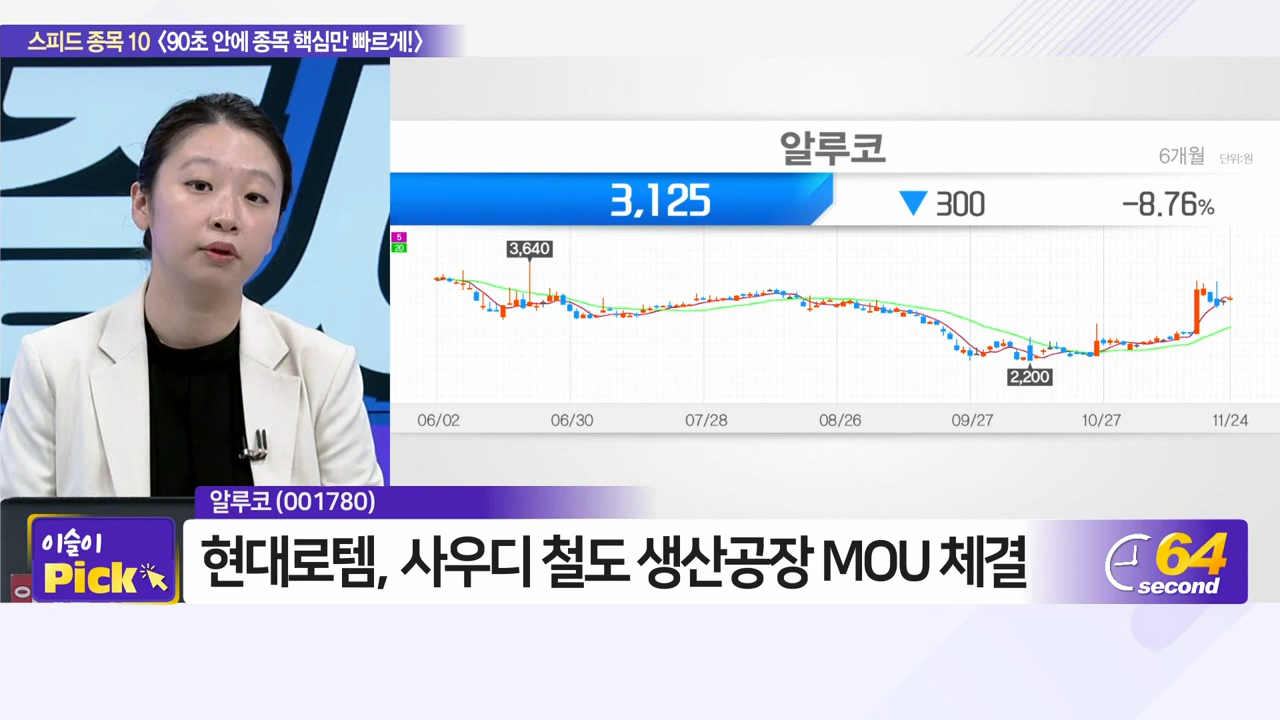 스피드 종목 10 <90초 안에 종목 핵심만 빠르게!>
알루코
6개월 단위:원
3,125 ▼ 300 -8.76%
5
20
3,640
2,200
06/02 06/30 07/28 08/26 09/27 10/27 11/24
알루코 (001780)
이슬이
Pick
현대로템, 사우디 철도 생산공장 MOU 체결
64
second